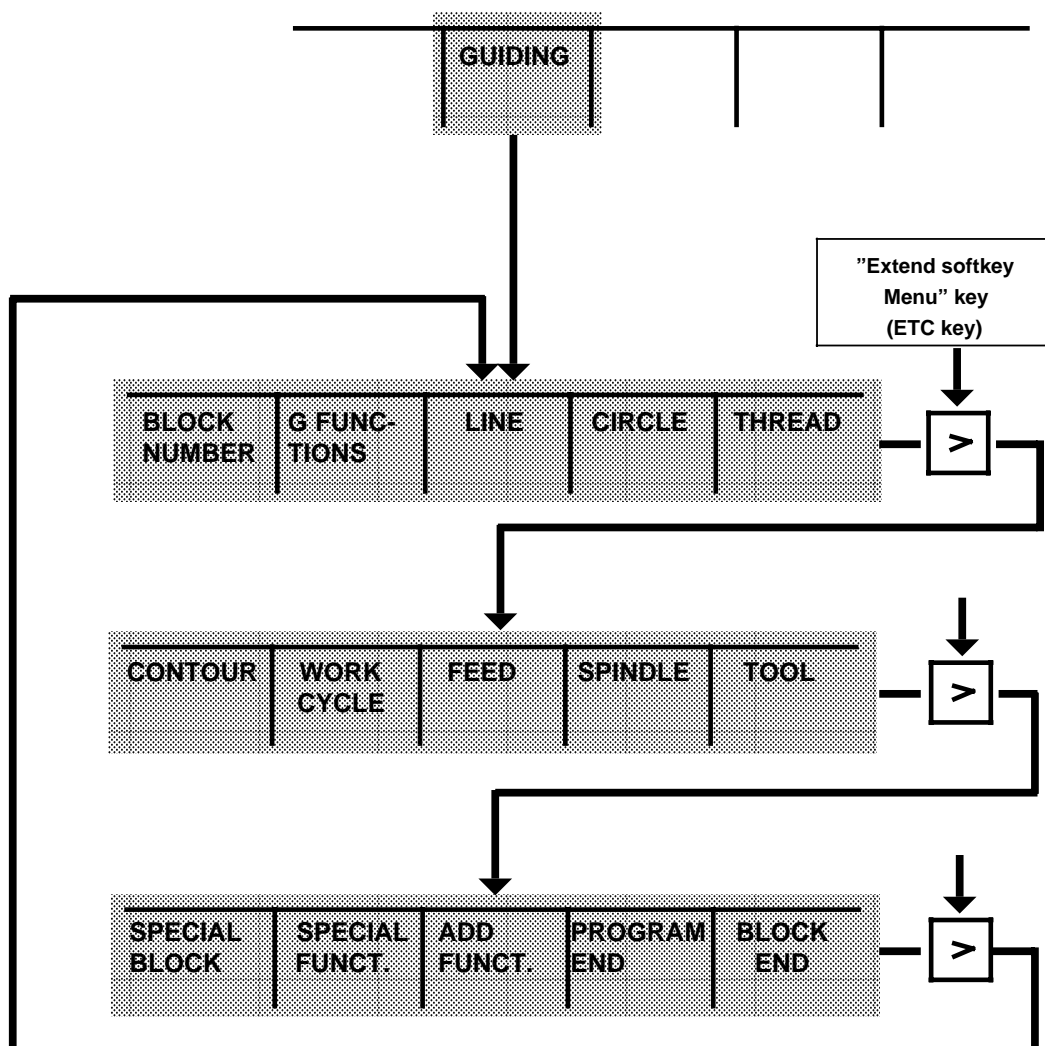 GUIDING
”Extend softkey
Menu” key
(ETC key)
BLOCK NUMBER
G FUNC-
TIONS
LINE
CIRCLE
THREAD
>
CONTOUR
WORK
CYCLE
FEED
SPINDLE
TOOL
>
SPECIAL
BLOCK
SPECIAL
FUNCT.
ADD
FUNCT.
PROGRAM
END
BLOCK
END
>